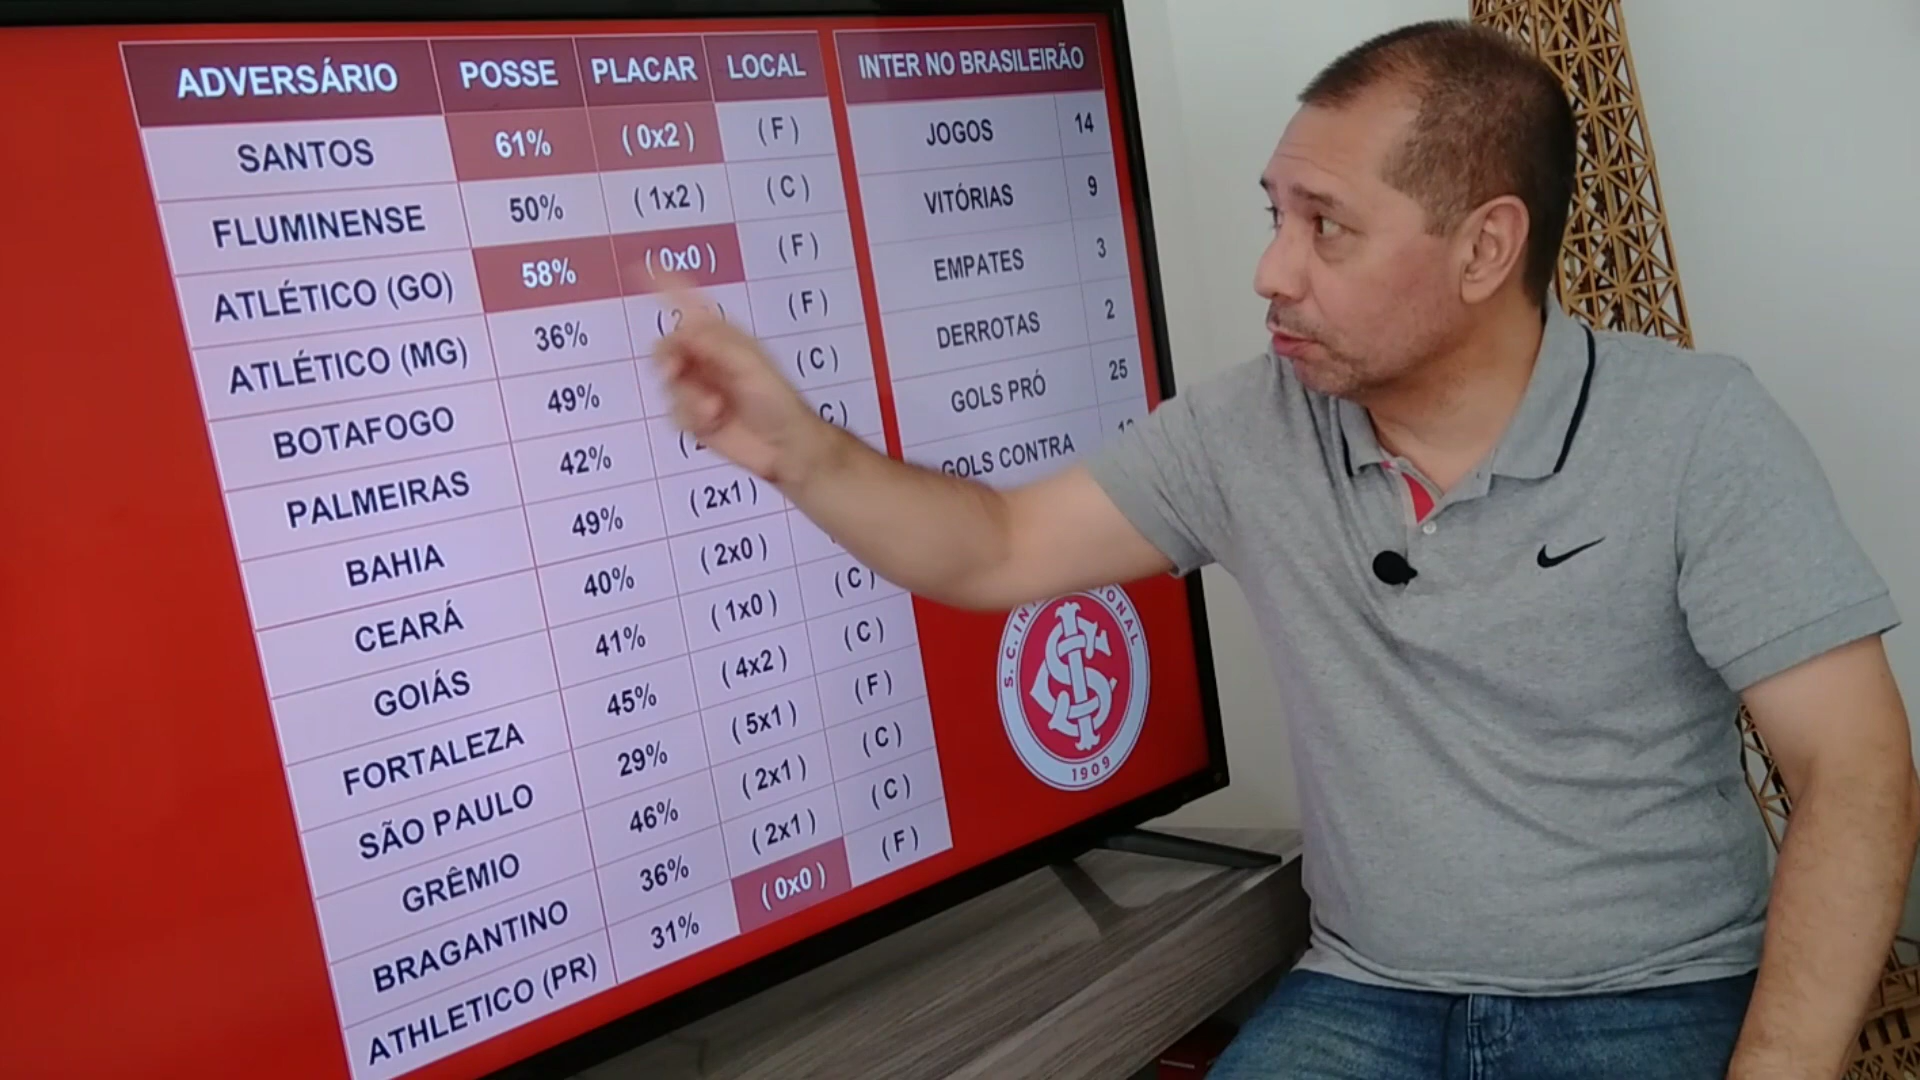 ADVERSÁRIO POSSE PLACAR LOCAL
SANTOS 61% ( 0x2 ) ( F )
FLUMINENSE 50% ( 1x2 ) ( C )
ATLÉTICO (GO) 58% ( 0x0 ) ( F )
ATLÉTICO (MG) 36% ( F )
BOTAFOGO 49% ( C )
PALMEIRAS 42% C )
BAHIA 49% ( 2x1 )
CEARÁ 40% ( 2x0 )
GOIÁS 41% ( 1x0 ) ( C )
FORTALEZA 45% ( 4x2 ) ( C )
SÃO PAULO 29% ( 5x1 ) ( F )
GRÊMIO 46% ( 2x1 ) ( C )
BRAGANTINO 36% ( 2x1 ) ( C )
ATHLETICO (PR) 31% ( 0x0 ) ( F )
INTER NO BRASILEIRÃO
JOGOS 14
VITÓRIAS 9
EMPATES 3
DERROTAS 2
GOLS PRÓ 25
GOLS CONTRA
1909